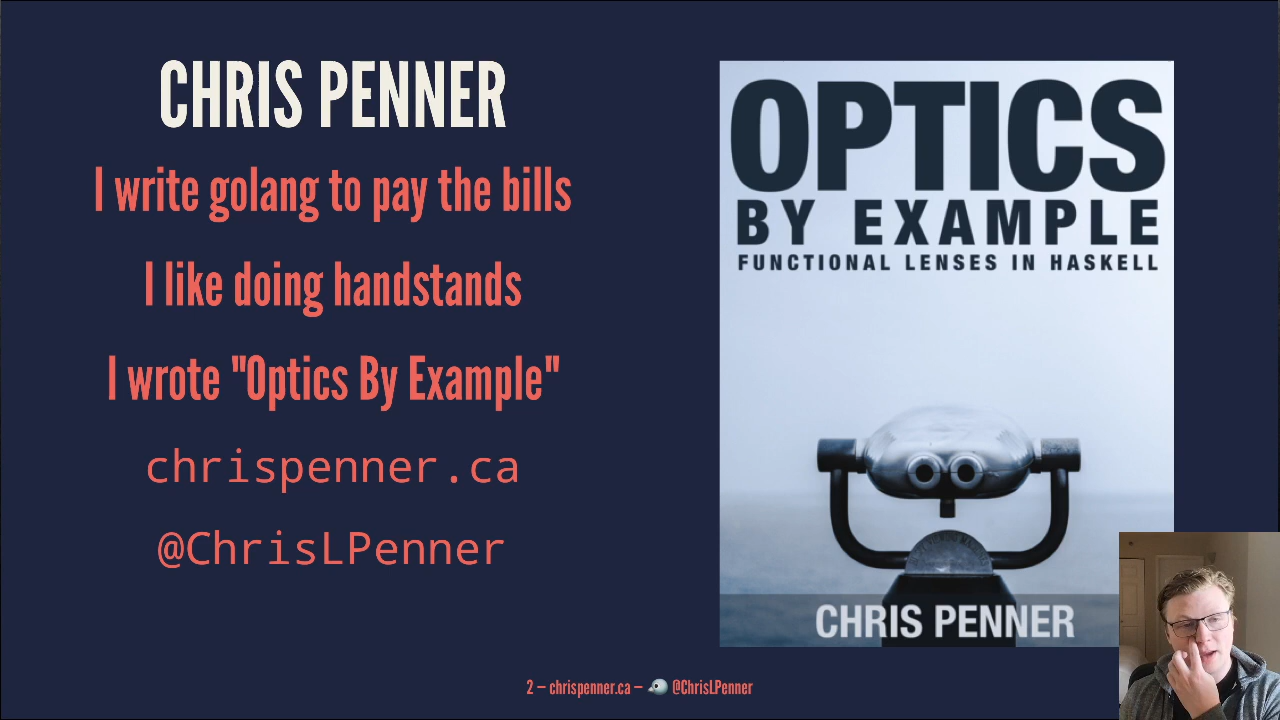 CHRIS PENNER
I write golang to pay the bills
I like doing handstands
I wrote "Optics By Example"
chrispenner.ca
@ChrisLPenner
OPTICS
BY EXAMPLE
FUNCTIONAL LENSES IN HASKELL
CHRIS PENNER
2 — chrispenner.ca — 🐦 @ChrisLPenner